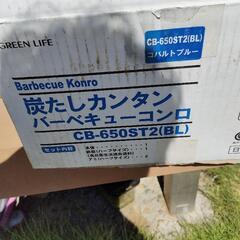 GREEN LIFE
CB-650ST2(BL)
コバルトブルー
Barbecue Konro
炭たしカンタン
バーベキューコンロ
CB-650ST2(BL)
セット内容